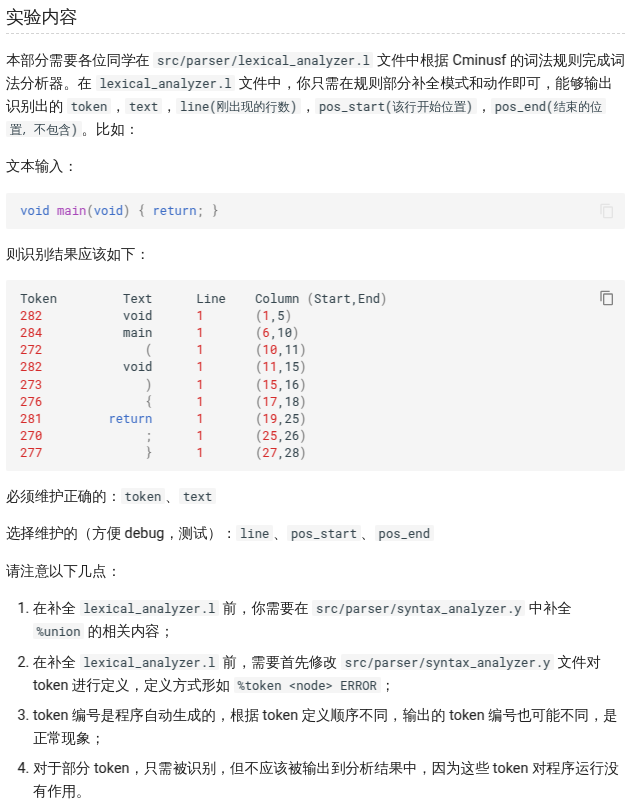 实验内容
本部分需要各位同学在 src/parser/lexical_analyzer.l 文件中根据 Cminusf 的词法规则完成词
法分析器。在 lexical_analyzer.l 文件中，你只需在规则部分补全模式和动作即可，能够输出
识别出的 token ，text ，line(刚出现的行数) ，pos_start(该行开始位置) ，pos_end(结束的位
置, 不包含) 。比如：
文本输入：
void main(void) { return; }
则识别结果应该如下：
Token Text Line Column (Start,End)
282 void 1 (1,5)
284 main 1 (6,10)
272 ( 1 (10,11)
282 void 1 (11,15)
273 ) 1 (15,16)
276 { 1 (17,18)
281 return 1 (19,25)
270 ; 1 (25,26)
277 } 1 (27,28)
必须维护正确的：token 、text
选择维护的（方便 debug，测试）：line 、pos_start 、pos_end
请注意以下几点：
1. 在补全 lexical_analyzer.l 前，你需要在 src/parser/syntax_analyzer.y 中补全
%union 的相关内容；
2. 在补全 lexical_analyzer.l 前，需要首先修改 src/parser/syntax_analyzer.y 文件对
token 进行定义，定义方式形如 %token <node> ERROR ；
3. token 编号是程序自动生成的，根据 token 定义顺序不同，输出的 token 编号也可能不同，是
正常现象；
4. 对于部分 token，只需被识别，但不应该被输出到分析结果中，因为这些 token 对程序运行没
有作用。